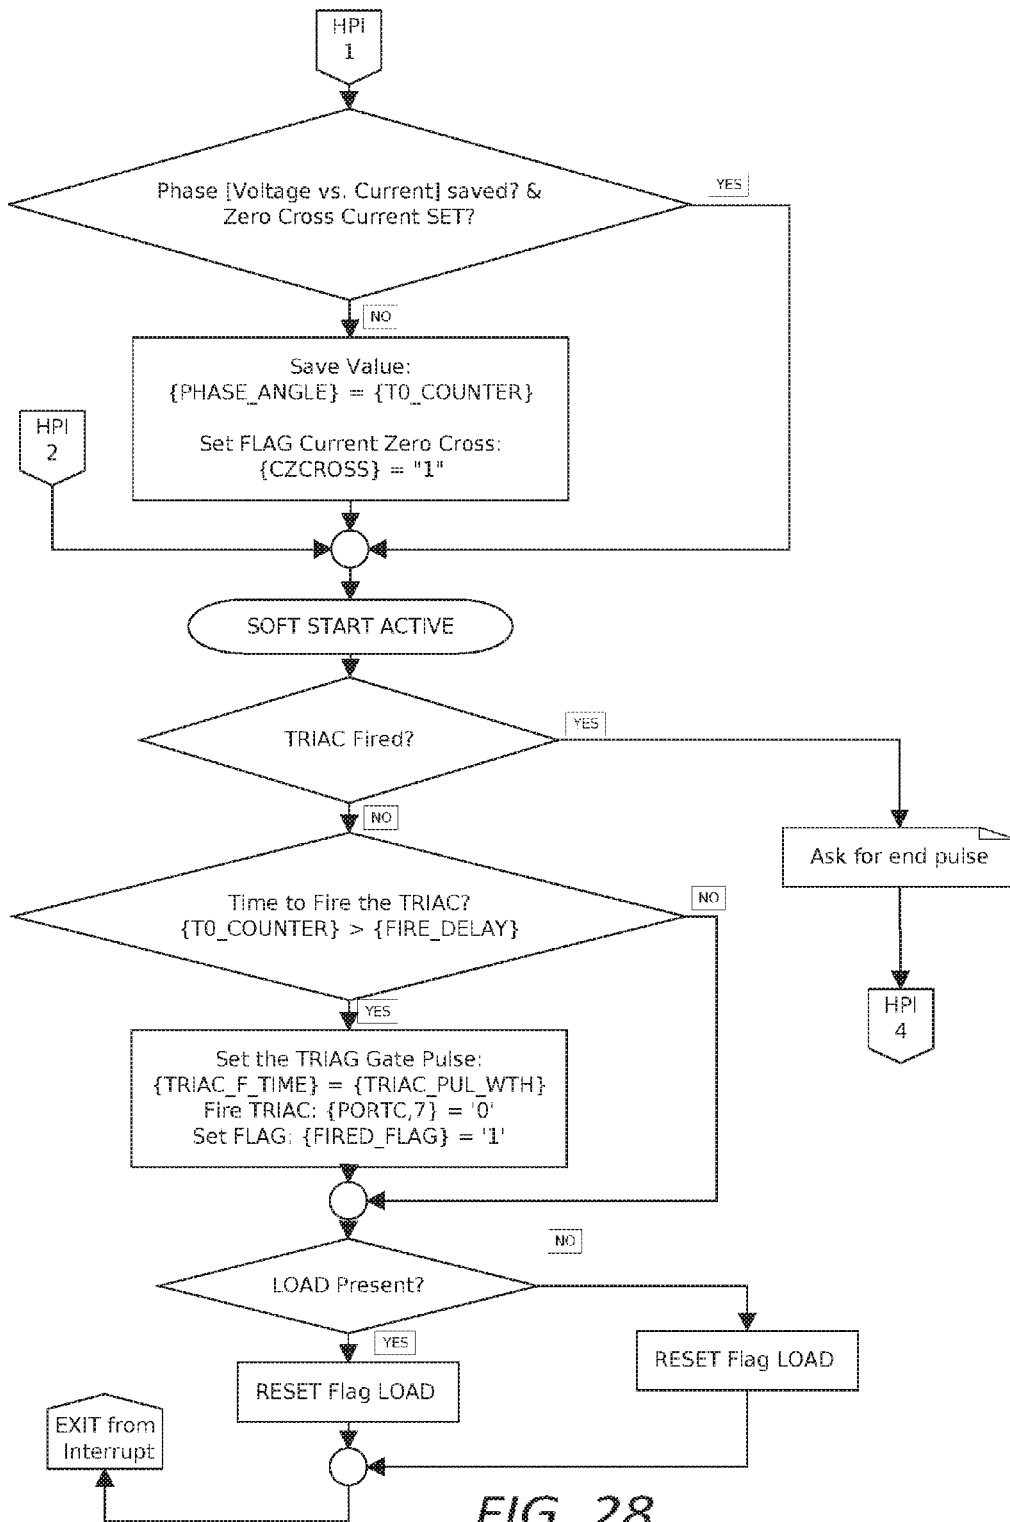 HPI
1
Phase [Voltage vs. Current] saved? &
Zero Cross Current SET?
YES
NO
Save Value:
{PHASE_ANGLE} = {T0_COUNTER}
Set FLAG Current Zero Cross:
{CZCROSS} = "1"
HPI
2
SOFT START ACTIVE
TRIAC Fired?
YES
NO
Ask for end pulse
Time to Fire the TRIAC?
{T0_COUNTER} > {FIRE_DELAY}
NO
YES
HPI
4
Set the TRIAG Gate Pulse:
{TRIAC_F_TIME} = {TRIAC_PUL_WTH}
Fire TRIAC: {PORTC,7} = '0'
Set FLAG: {FIRED_FLAG} = '1'
NO
LOAD Present?
YES
RESET Flag LOAD
RESET Flag LOAD
EXIT from
Interrupt
FIG. 28